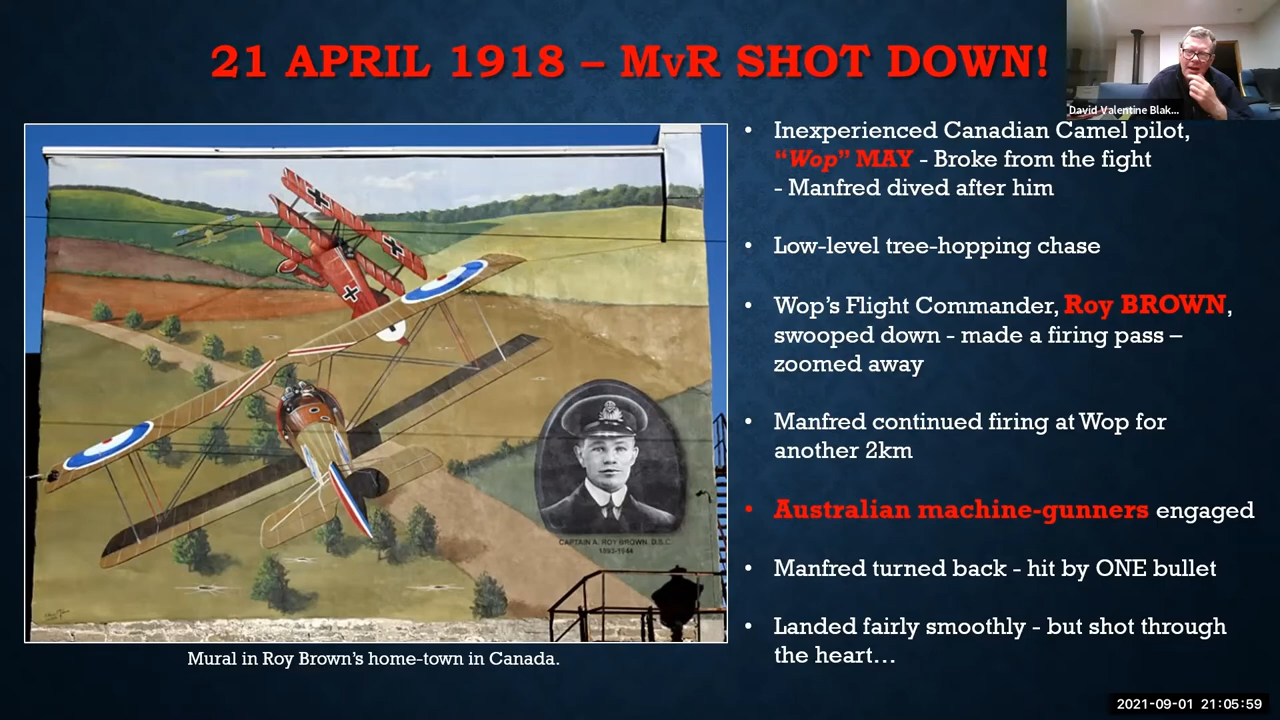 21 APRIL 1918 – MvR SHOT DOWN!
David Valentine Blak...
• Inexperienced Canadian Camel pilot,
“Wop” MAY - Broke from the fight
- Manfred dived after him
• Low-level tree-hopping chase
• Wop’s Flight Commander, Roy BROWN,
swooped down - made a firing pass –
zoomed away
• Manfred continued firing at Wop for
another 2km
• Australian machine-gunners engaged
• Manfred turned back - hit by ONE bullet
• Landed fairly smoothly - but shot through
the heart…
CAPTAIN A. ROY BROWN, D.S.C.
1893-1944
Mural in Roy Brown’s home-town in Canada.
2021-09-01 21:05:59